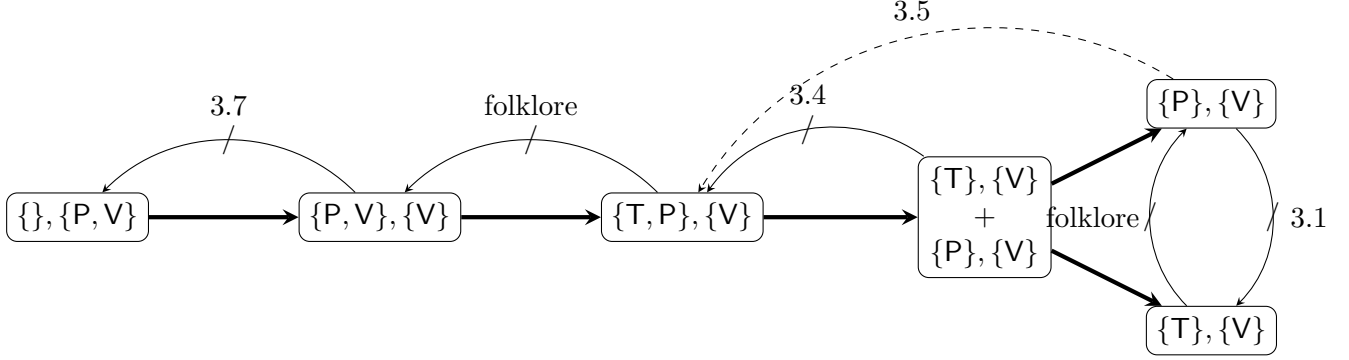 3.5
3.7
folklore
3.4
{P}, {V}
{}, {P, V}
{P, V}, {V}
{T, P}, {V}
{T}, {V}
+
{P}, {V}
folklore
3.1
{T}, {V}